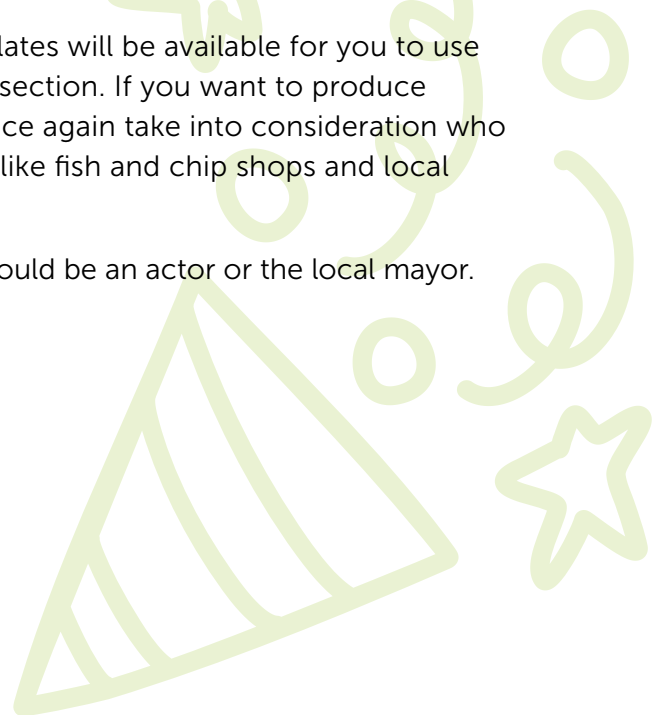 lates will be available for you to use
section. If you want to produce
ce again take into consideration who
like fish and chip shops and local
ould be an actor or the local mayor.